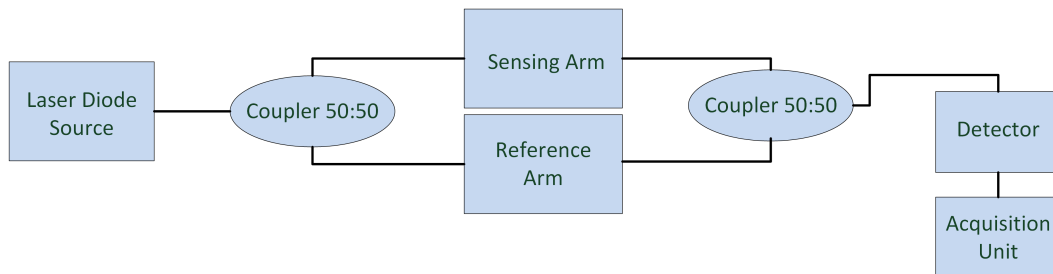 Laser Diode
Source
Coupler 50:50
Sensing Arm
Reference
Arm
Coupler 50:50
Detector
Acquisition
Unit